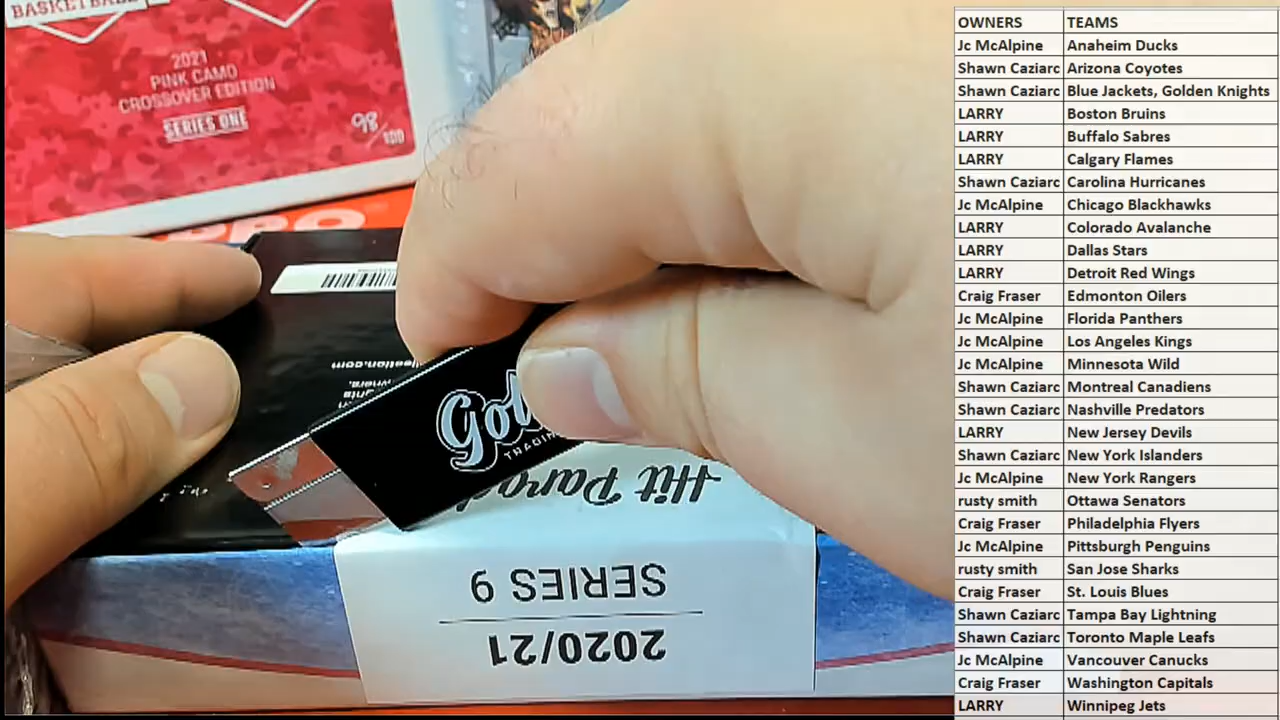 BASKETBALL
2021
PINK CAMO
CROSSOVER EDITION
SERIES ONE
98/100
Hit
SERIES 9
2020/21
OWNERS TEAMS
Jc McAlpine Anaheim Ducks
Shawn Caziarc Arizona Coyotes
Shawn Caziarc Blue Jackets, Golden Knights
LARRY Boston Bruins
LARRY Buffalo Sabres
LARRY Calgary Flames
Shawn Caziarc Carolina Hurricanes
Jc McAlpine Chicago Blackhawks
LARRY Colorado Avalanche
LARRY Dallas Stars
LARRY Detroit Red Wings
Craig Fraser Edmonton Oilers
Jc McAlpine Florida Panthers
Jc McAlpine Los Angeles Kings
Jc McAlpine Minnesota Wild
Shawn Caziarc Montreal Canadiens
Shawn Caziarc Nashville Predators
LARRY New Jersey Devils
Shawn Caziarc New York Islanders
Jc McAlpine New York Rangers
rusty smith Ottawa Senators
Craig Fraser Philadelphia Flyers
Jc McAlpine Pittsburgh Penguins
rusty smith San Jose Sharks
Craig Fraser St. Louis Blues
Shawn Caziarc Tampa Bay Lightning
Shawn Caziarc Toronto Maple Leafs
Jc McAlpine Vancouver Canucks
Craig Fraser Washington Capitals
LARRY Winnipeg Jets